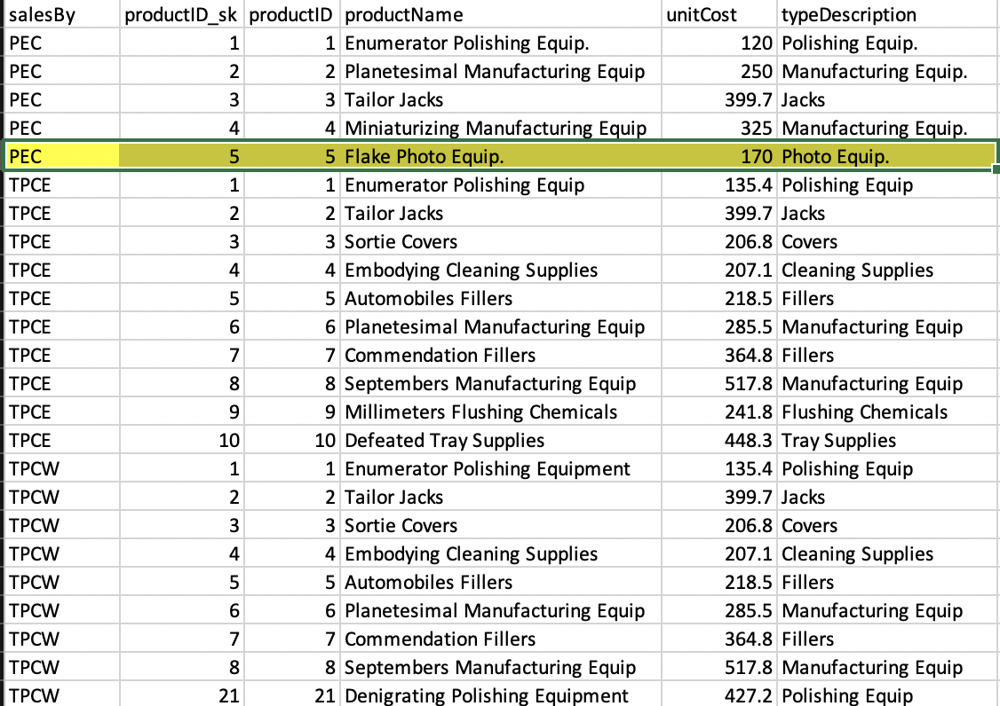 salesBy productID_sk productID productName unitCost typeDescription
PEC 1 1 Enumerator Polishing Equip. 120 Polishing Equip.
PEC 2 2 Planetesimal Manufacturing Equip 250 Manufacturing Equip.
PEC 3 3 Tailor Jacks 399.7 Jacks
PEC 4 4 Miniaturizing Manufacturing Equip 325 Manufacturing Equip.
PEC 5 5 Flake Photo Equip. 170 Photo Equip.
TPCE 1 1 Enumerator Polishing Equip 135.4 Polishing Equip
TPCE 2 2 Tailor Jacks 399.7 Jacks
TPCE 3 3 Sortie Covers 206.8 Covers
TPCE 4 4 Embodying Cleaning Supplies 207.1 Cleaning Supplies
TPCE 5 5 Automobiles Fillers 218.5 Fillers
TPCE 6 6 Planetesimal Manufacturing Equip 285.5 Manufacturing Equip
TPCE 7 7 Commendation Fillers 364.8 Fillers
TPCE 8 8 Septembers Manufacturing Equip 517.8 Manufacturing Equip
TPCE 9 9 Millimeters Flushing Chemicals 241.8 Flushing Chemicals
TPCE 10 10 Defeated Tray Supplies 448.3 Tray Supplies
TPCW 1 1 Enumerator Polishing Equipment 135.4 Polishing Equip
TPCW 2 2 Tailor Jacks 399.7 Jacks
TPCW 3 3 Sortie Covers 206.8 Covers
TPCW 4 4 Embodying Cleaning Supplies 207.1 Cleaning Supplies
TPCW 5 5 Automobiles Fillers 218.5 Fillers
TPCW 6 6 Planetesimal Manufacturing Equip 285.5 Manufacturing Equip
TPCW 7 7 Commendation Fillers 364.8 Fillers
TPCW 8 8 Septembers Manufacturing Equip 517.8 Manufacturing Equip
TPCW 21 21 Denigrating Polishing Equipment 427.2 Polishing Equip